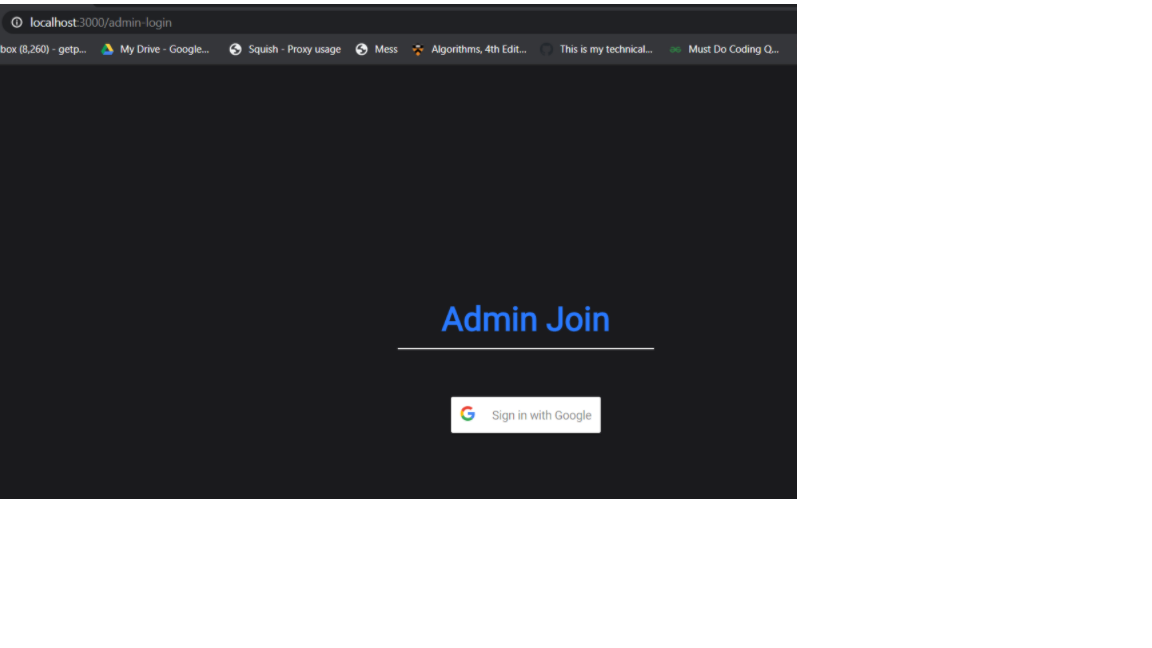 localhost:3000/admin-login
box (8,260) - getp... My Drive - Google... Squish - Proxy usage Mess Algorithms, 4th Edit... This is my technical... Must Do Coding Q...
Admin Join
Sign in with Google